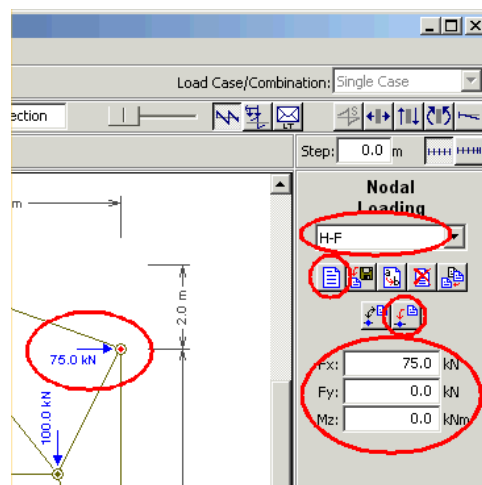 Load Case/Combination: Single Case
ection
LT
S
Step: 0.0 m
m
Nodal
Loading
H-F
2.0 m
75.0 kN
100.0 kN
Fx: 75.0 kN
Fy: 0.0 kN
Mz: 0.0 kNm